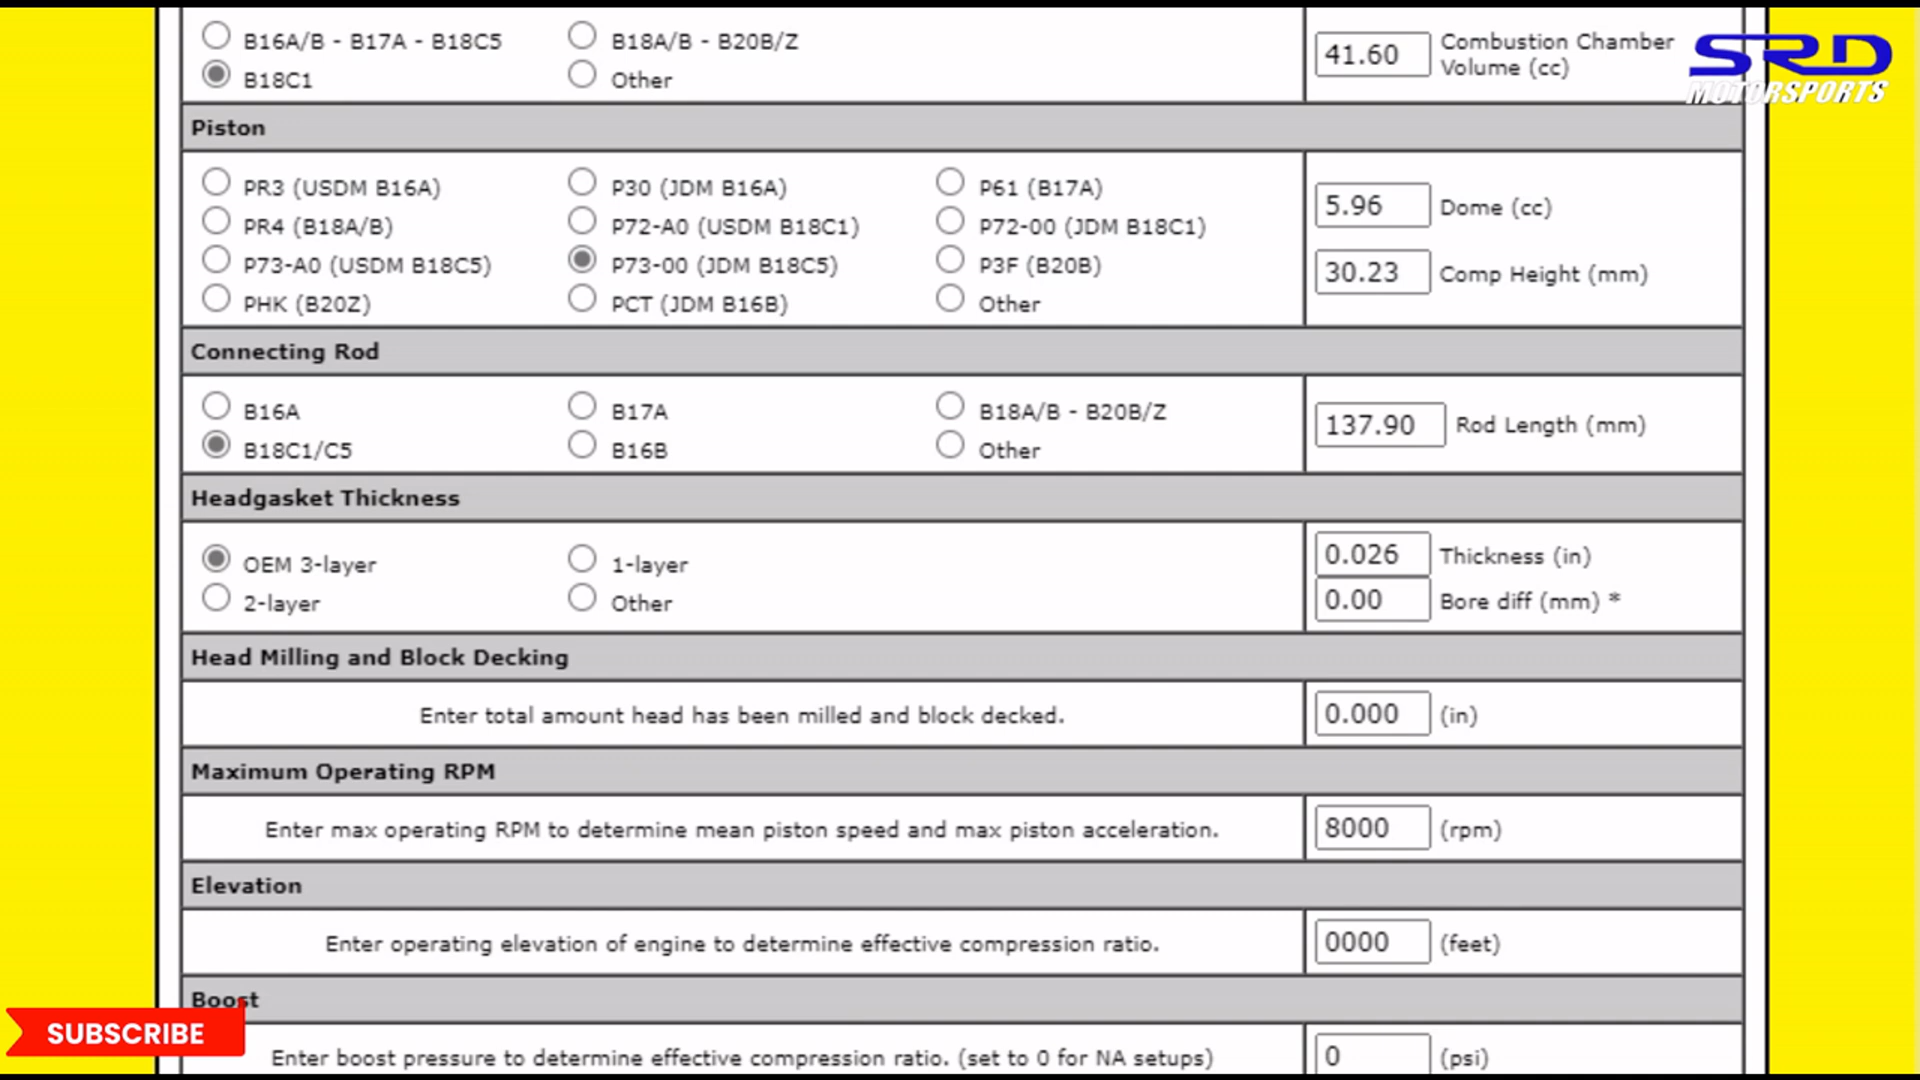 B16A/B - B17A - B18C5
B18A/B - B20B/Z
B18C1
Other
41.60
Combustion Chamber
Volume (cc)
SRD
MOTORSPORTS
Piston
PR3 (USDM B16A)
P30 (JDM B16A)
P61 (B17A)
PR4 (B18A/B)
P72-A0 (USDM B18C1)
P72-00 (JDM B18C1)
P73-A0 (USDM B18C5)
P73-00 (JDM B18C5)
P3F (B20B)
PHK (B20Z)
PCT (JDM B16B)
Other
5.96 Dome (cc)
30.23 Comp Height (mm)
Connecting Rod
B16A
B17A
B18A/B - B20B/Z
B18C1/C5
B16B
Other
137.90 Rod Length (mm)
Headgasket Thickness
OEM 3-layer
1-layer
2-layer
Other
0.026 Thickness (in)
0.00 Bore diff (mm) *
Head Milling and Block Decking
Enter total amount head has been milled and block decked.
0.000 (in)
Maximum Operating RPM
Enter max operating RPM to determine mean piston speed and max piston acceleration.
8000 (rpm)
Elevation
Enter operating elevation of engine to determine effective compression ratio.
0000 (feet)
Boost
SUBSCRIBE
Enter boost pressure to determine effective compression ratio. (set to 0 for NA setups)
0 (psi)